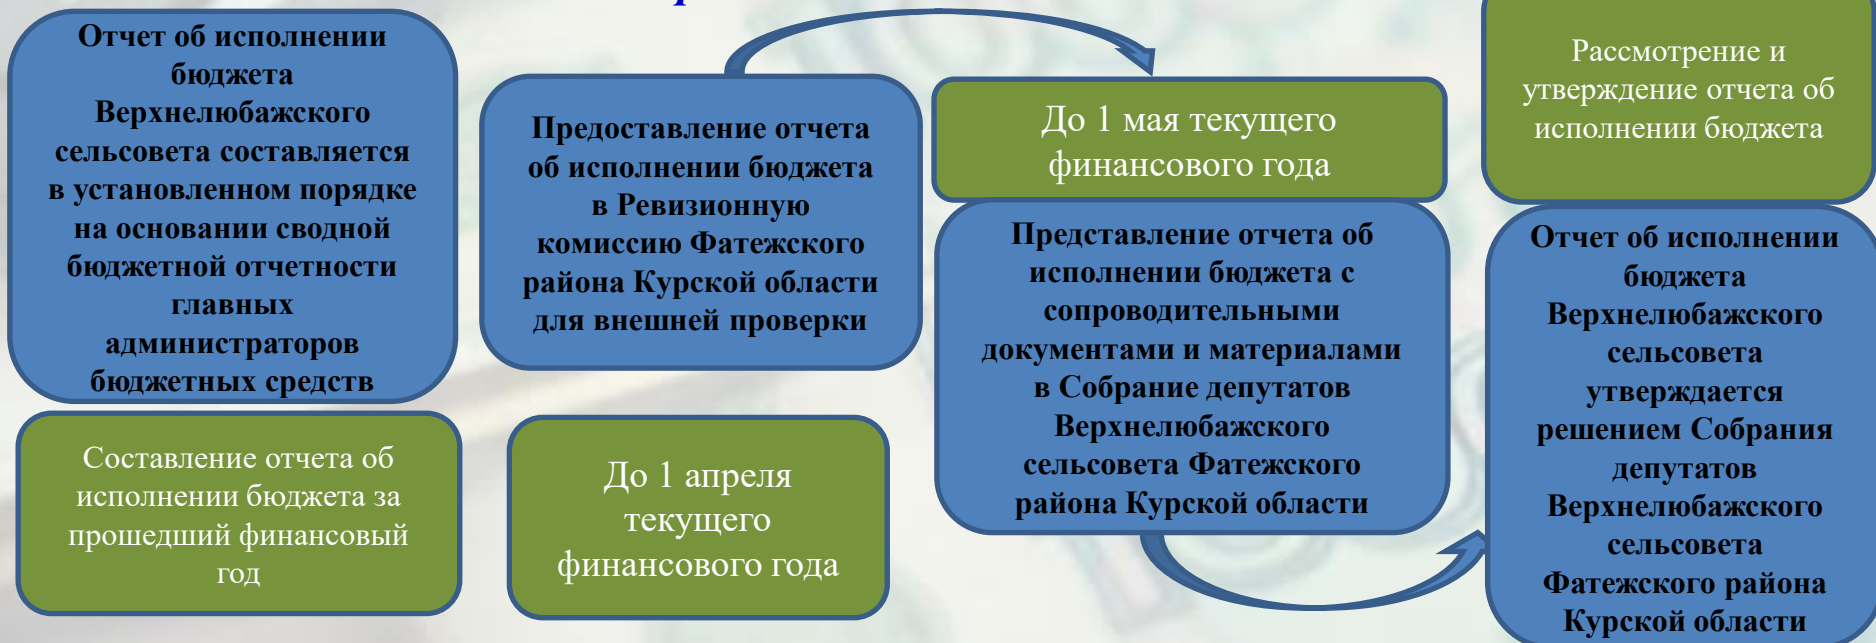 Отчет об исполнении
бюджета
Верхнелюбажского
сельсовета составляется
в установленном порядке
на основании сводной
бюджетной отчетности
главных
администраторов
бюджетных средств
Составление отчета об
исполнении бюджета за
прошедший финансовый
год
Предоставление отчета
об исполнении бюджета
в Ревизионную
комиссию Фатежского
района Курской области
для внешней проверки
До 1 апреля
текущего
финансового года
До 1 мая текущего
финансового года
Представление отчета об
исполнении бюджета с
сопроводительными
документами и материалами
в Собрание депутатов
Верхнелюбажского
сельсовета Фатежского
района Курской области
Рассмотрение и
утверждение отчета об
исполнении бюджета
Отчет об исполнении
бюджета
Верхнелюбажского
сельсовета
утверждается
решением Собрания
депутатов
Верхнелюбажского
сельсовета
Фатежского района
Курской области